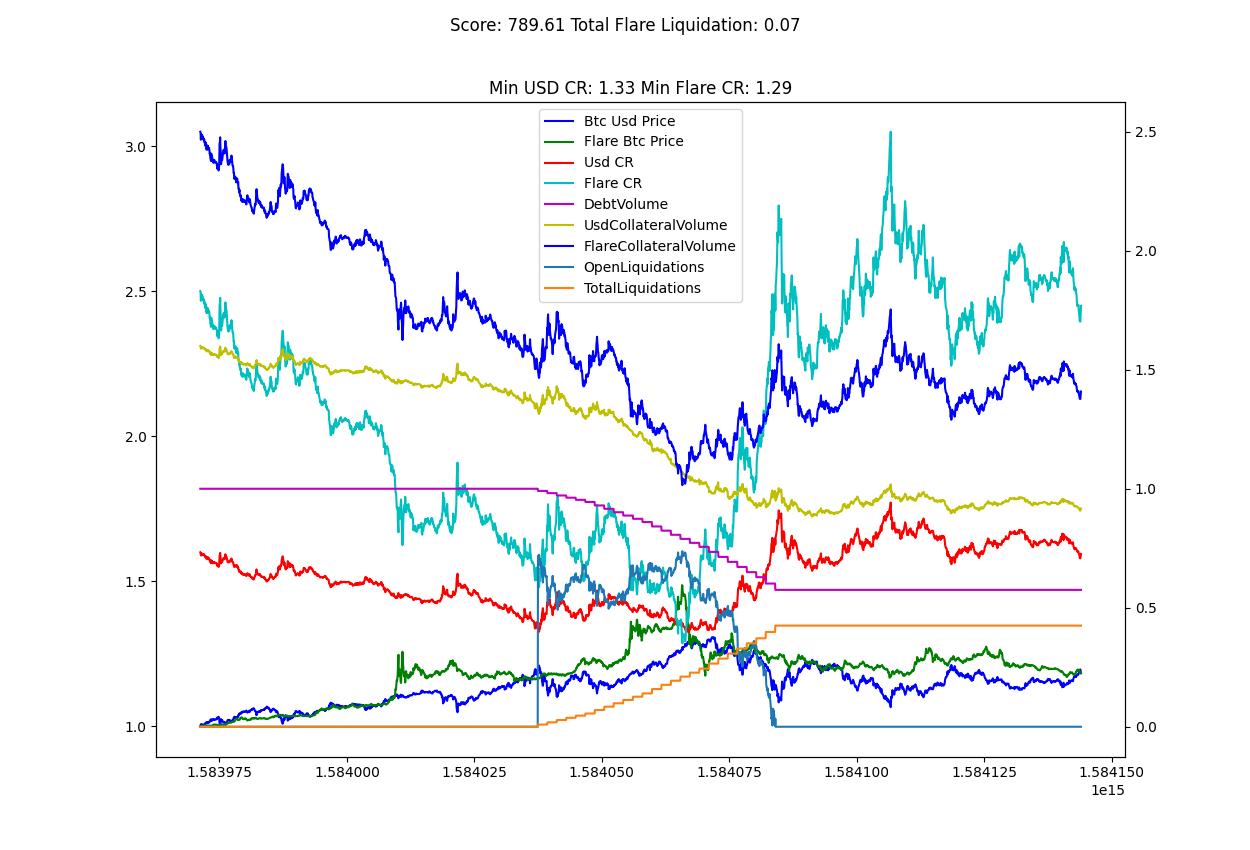 Score: 789.61 Total Flare Liquidation: 0.07
Min USD CR: 1.33 Min Flare CR: 1.29
Btc Usd Price
Flare Btc Price
Usd CR
Flare CR
DebtVolume
UsdCollateralVolume
FlareCollateralVolume
OpenLiquidations
TotalLiquidations
3.0
2.5
2.0
1.5
1.0
2.5
2.0
1.5
1.0
0.5
0.0
1.583975 1.584000 1.584025 1.584050 1.584075 1.584100 1.584125 1.584150
1e15